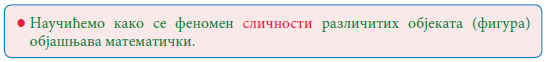 • Научићемо како се феномен сличности различитих објеката (фигура)
објашњава математички.